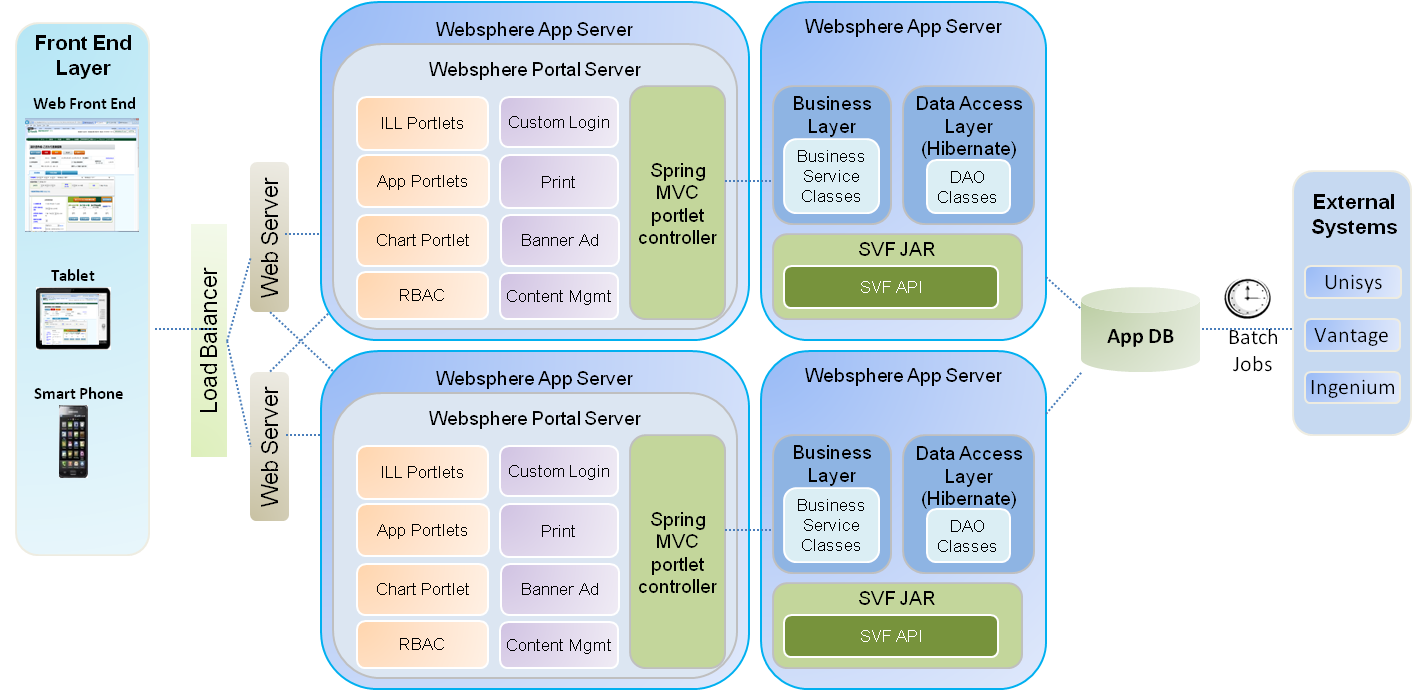 Front End
Layer
Web Front End
Tablet
Smart Phone
Load Balancer
Web Server
Web Server
Websphere App Server
Websphere Portal Server
ILL Portlets
App Portlets
Chart Portlet
RBAC
Custom Login
Print
Banner Ad
Content Mgmt
Spring
MVC
portlet
controller
Websphere App Server
Business
Layer
Business
Service
Classes
Data Access
Layer
(Hibernate)
DAO
Classes
SVF JAR
SVF API
Websphere App Server
Websphere Portal Server
ILL Portlets
App Portlets
Chart Portlet
RBAC
Custom Login
Print
Banner Ad
Content Mgmt
Spring
MVC
portlet
controller
Websphere App Server
Business
Layer
Business
Service
Classes
Data Access
Layer
(Hibernate)
DAO
Classes
SVF JAR
SVF API
App DB
Batch
Jobs
External
Systems
Unisys
Vantage
Ingenium